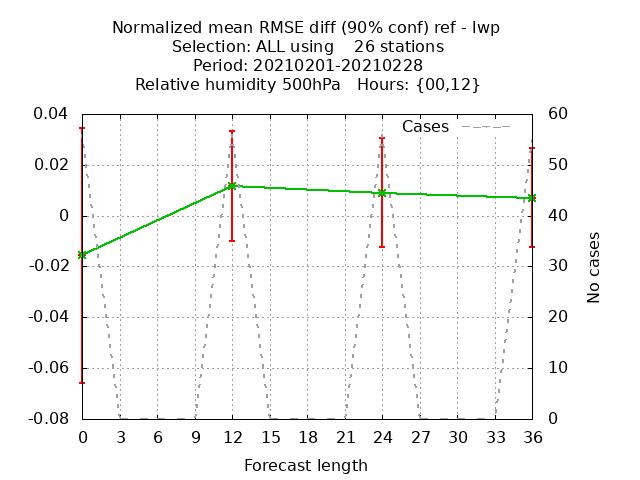 Normalized mean RMSE diff (90% conf) ref - lwp
Selection: ALL using    26 stations
Period: 20210201-20210228
Relative humidity 500hPa   Hours: {00,12}
Cases
0.04
0.02
0
-0.02
-0.04
-0.06
-0.08
60
50
40
30
20
10
0
No cases
0 3 6 9 12 15 18 21 24 27 30 33 36
Forecast length